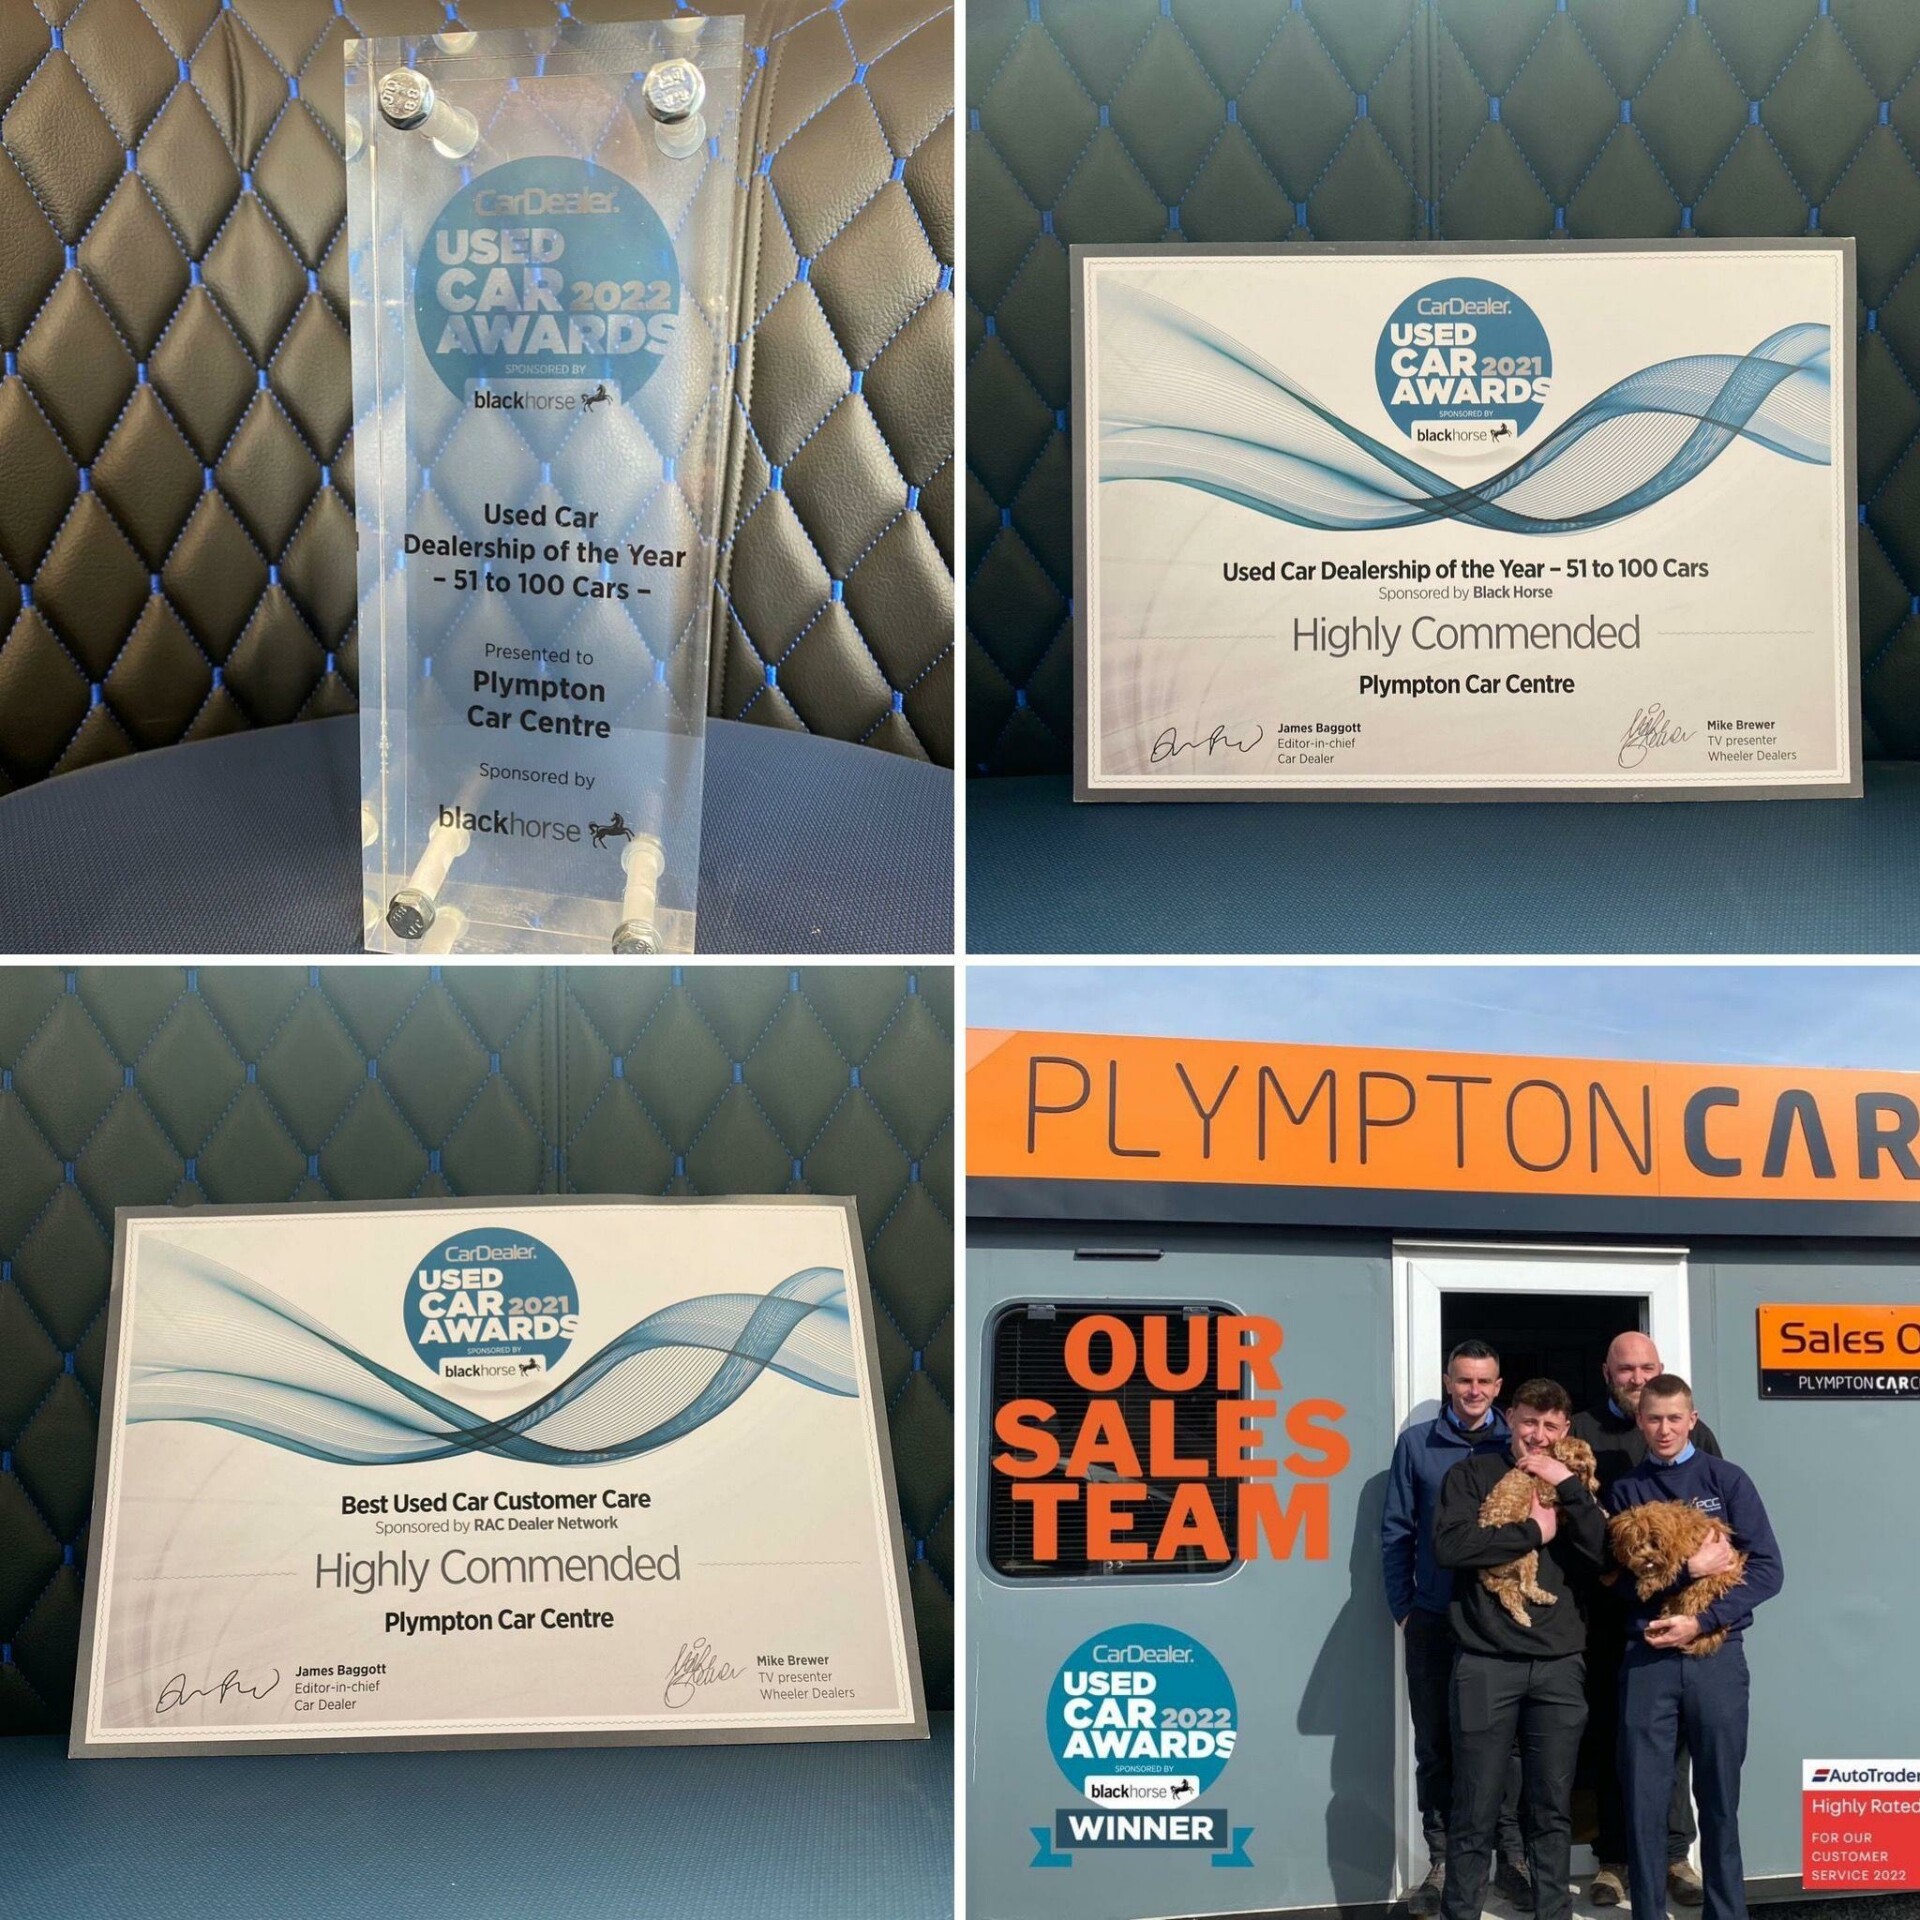 CarDealer.
USED
CAR 2022
AWARDS
SPONSORED BY
blackhorse
Used Car
Dealership of the Year
– 51 to 100 Cars –
Presented to
Plympton
Car Centre
Sponsored by
blackhorse
CarDealer.
USED
CAR 2021
AWARDS
SPONSORED BY
blackhorse
Used Car Dealership of the Year – 51 to 100 Cars
Sponsored by Black Horse
Highly Commended
Plympton Car Centre
James Baggott
Editor-in-chief
Car Dealer
Mike Brewer
TV presenter
Wheeler Dealers
CarDealer.
USED
CAR 2021
AWARDS
SPONSORED BY
blackhorse
Best Used Car Customer Care
Sponsored by RAC Dealer Network
Highly Commended
Plympton Car Centre
James Baggott
Editor-in-chief
Car Dealer
Mike Brewer
TV presenter
Wheeler Dealers
PLYMPTONCAR
OUR
SALES
TEAM
Sales O
PLYMPTONCARC
PCC
CarDealer.
USED
CAR 2022
AWARDS
SPONSORED BY
blackhorse
WINNER
AutoTrader
Highly Rated
FOR OUR
CUSTOMER
SERVICE 2022